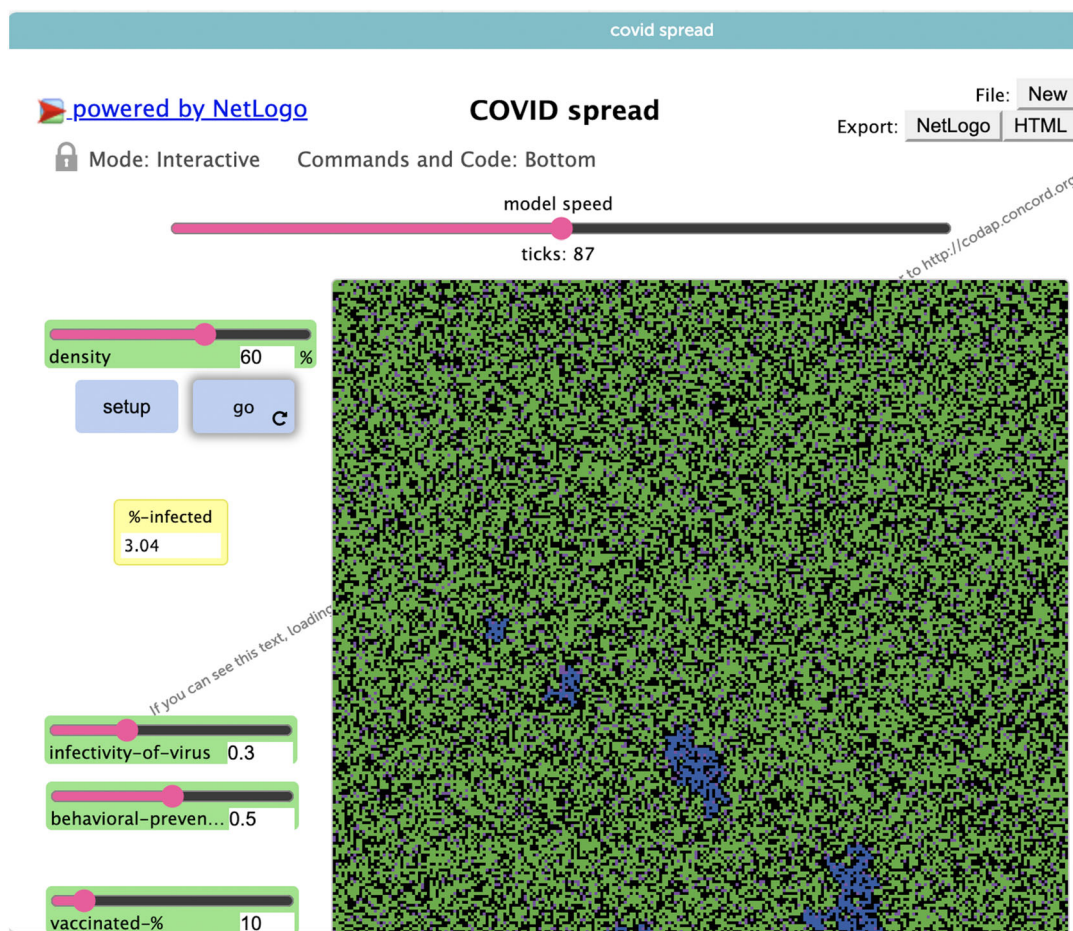 covid spread
powered by NetLogo
COVID spread
File: New
Export: NetLogo HTML
Mode: Interactive Commands and Code: Bottom
model speed
ticks: 87
r to http://codap.concord.org
density 60 %
setup go
%-infected
3.04
If you can see this text, loading
infectivity-of-virus 0.3
behavioral-preven... 0.5
vaccinated-% 10